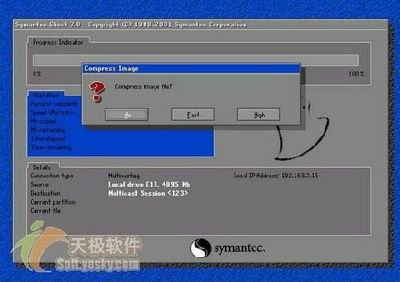 Symantec Ghost 7.0 Copyright (C) 1998-2001 Symantec Corporation
Progress Indicator
0% 100%
Compress Image
Compress image file?
No Fast High
Statistics
Percent complete
Speed (Mb/min)
Mb copied
Mb remaining
Time elapsed
Time remaining
Details
Connection type Multicasting Local IP Address: 192.168.3.15
Source Local drive [1], 4095 Mb
Destination Multicast Session <123>
Current partition
Current file
symantec.
天极软件
Soft.yesky.com